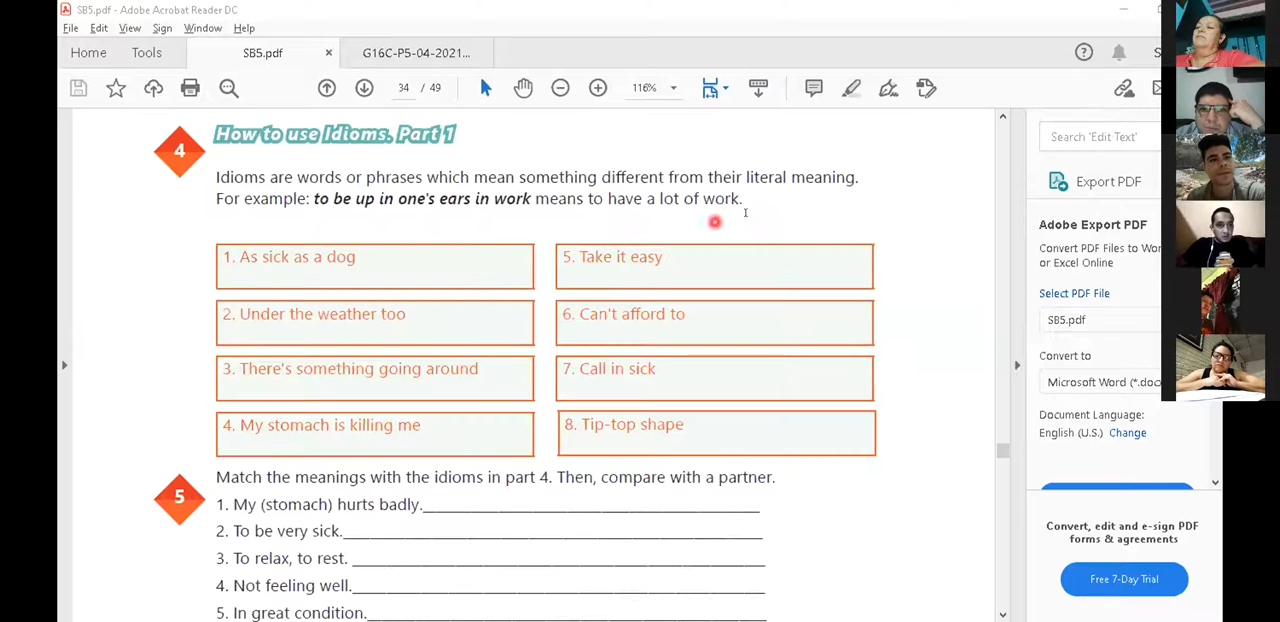 SB5.pdf - Adobe Acrobat Reader DC
File Edit View Sign Window Help
Home Tools SB5.pdf × G16C-P5-04-2021...
34 / 49 116%
4 How to use Idioms. Part 1
Idioms are words or phrases which mean something different from their literal meaning.
For example: to be up in one's ears in work means to have a lot of work.
1. As sick as a dog
5. Take it easy
2. Under the weather too
6. Can't afford to
3. There's something going around
7. Call in sick
4. My stomach is killing me
8. Tip-top shape
5 Match the meanings with the idioms in part 4. Then, compare with a partner.
1. My (stomach) hurts badly.
2. To be very sick.
3. To relax, to rest.
4. Not feeling well.
5. In great condition.
Search 'Edit Text'
Export PDF
Adobe Export PDF
Convert PDF Files to Wor
or Excel Online
Select PDF File
SB5.pdf
Convert to
Microsoft Word (*.doc
Document Language:
English (U.S.) Change
Convert, edit and e-sign PDF
forms & agreements
Free 7-Day Trial